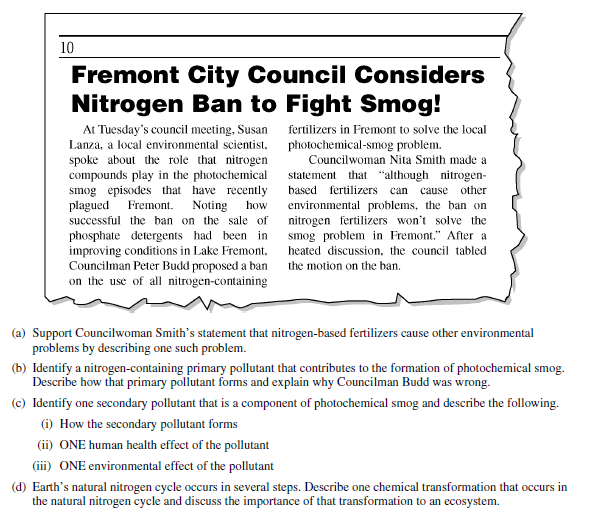 10
Fremont City Council Considers
Nitrogen Ban to Fight Smog!
At Tuesday's council meeting, Susan
Lanza, a local environmental scientist,
spoke about the role that nitrogen
compounds play in the photochemical
smog episodes that have recently
plagued Fremont. Noting how
successful the ban on the sale of
phosphate detergents had been in
improving conditions in Lake Fremont,
Councilman Peter Budd proposed a ban
on the use of all nitrogen-containing
fertilizers in Fremont to solve the local
photochemical-smog problem.
Councilwoman Nita Smith made a
statement that "although nitrogen-
based fertilizers can cause other
environmental problems, the ban on
nitrogen fertilizers won't solve the
smog problem in Fremont." After a
heated discussion, the council tabled
the motion on the ban.
(a) Support Councilwoman Smith's statement that nitrogen-based fertilizers cause other environmental
problems by describing one such problem.
(b) Identify a nitrogen-containing primary pollutant that contributes to the formation of photochemical smog.
Describe how that primary pollutant forms and explain why Councilman Budd was wrong.
(c) Identify one secondary pollutant that is a component of photochemical smog and describe the following.
(i) How the secondary pollutant forms
(ii) ONE human health effect of the pollutant
(iii) ONE environmental effect of the pollutant
(d) Earth's natural nitrogen cycle occurs in several steps. Describe one chemical transformation that occurs in
the natural nitrogen cycle and discuss the importance of that transformation to an ecosystem.